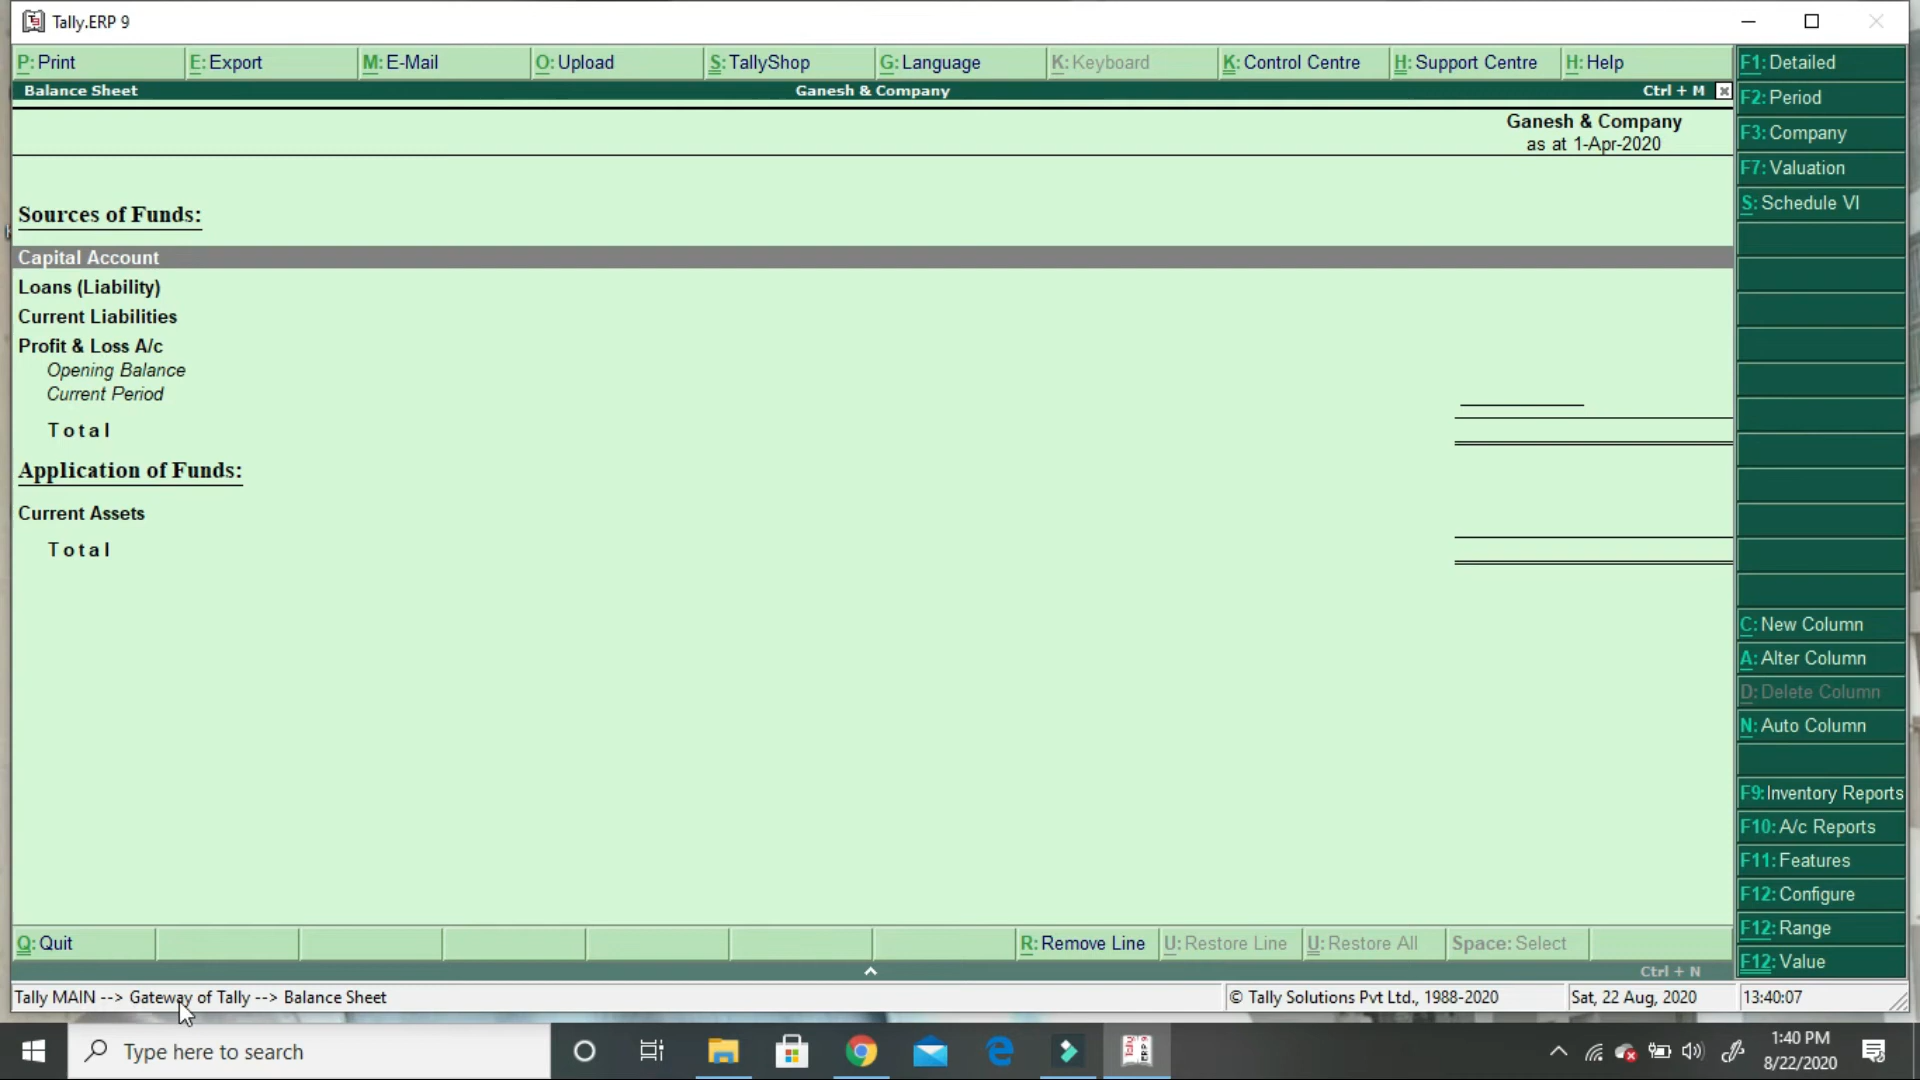 Tally.ERP 9
P: Print E: Export M: E-Mail O: Upload S: TallyShop G: Language K: Keyboard K: Control Centre H: Support Centre H: Help
Balance Sheet Ganesh & Company Ctrl + M
Ganesh & Company
as at 1-Apr-2020
Sources of Funds:
Capital Account
Loans (Liability)
Current Liabilities
Profit & Loss A/c
Opening Balance
Current Period
Total
Application of Funds:
Current Assets
Total
F1: Detailed
F2: Period
F3: Company
F7: Valuation
S: Schedule VI
C: New Column
A: Alter Column
D: Delete Column
N: Auto Column
F9: Inventory Reports
F10: A/c Reports
F11: Features
F12: Configure
F12: Range
F12: Value
Q: Quit R: Remove Line U: Restore Line U: Restore All Space: Select
Ctrl + N
Tally MAIN --> Gateway of Tally --> Balance Sheet © Tally Solutions Pvt Ltd., 1988-2020 Sat, 22 Aug, 2020 13:40:07
Type here to search
1:40 PM
8/22/2020